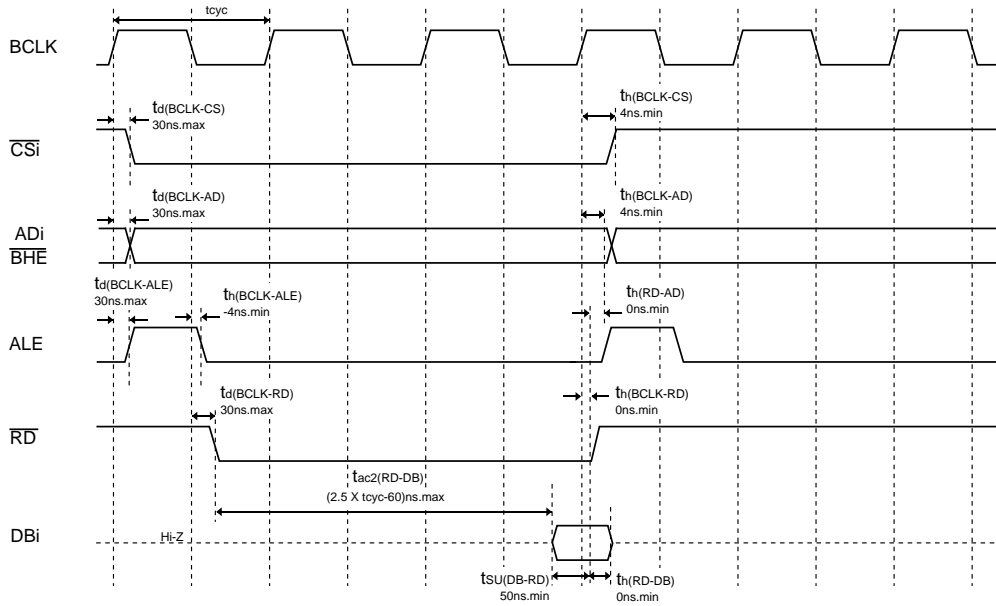 tcyc
BCLK
td(BCLK-CS)
30ns.max
th(BCLK-CS)
4ns.min
CSi
td(BCLK-AD)
30ns.max
th(BCLK-AD)
4ns.min
ADi
BHE
td(BCLK-ALE)
30ns.max
th(BCLK-ALE)
-4ns.min
th(RD-AD)
0ns.min
ALE
td(BCLK-RD)
30ns.max
th(BCLK-RD)
0ns.min
RD
tac2(RD-DB)
(2.5 X tcyc-60)ns.max
DBi
Hi-Z
tSU(DB-RD)
50ns.min
th(RD-DB)
0ns.min